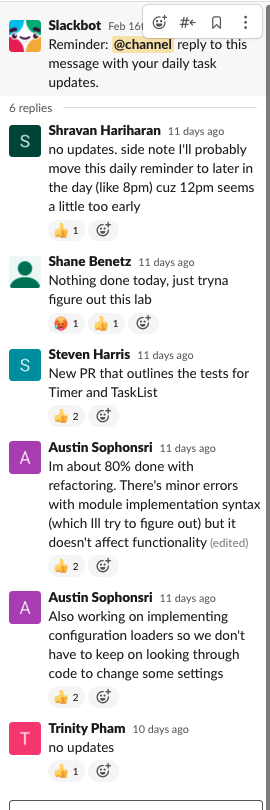 Slackbot Feb 16t
Reminder: @channel reply to this
message with your daily task
updates.
6 replies
S
Shravan Hariharan 11 days ago
no updates. side note I'll probably
move this daily reminder to later in
the day (like 8pm) cuz 12pm seems
a little too early
1
Shane Benetz 11 days ago
Nothing done today, just tryna
figure out this lab
1 1
S
Steven Harris 11 days ago
New PR that outlines the tests for
Timer and TaskList
2
A
Austin Sophonsri 11 days ago
Im about 80% done with
refactoring. There's minor errors
with module implementation syntax
(which Ill try to figure out) but it
doesn't affect functionality (edited)
2
A
Austin Sophonsri 11 days ago
Also working on implementing
configuration loaders so we don't
have to keep on looking through
code to change some settings
2
T
Trinity Pham 10 days ago
no updates
1